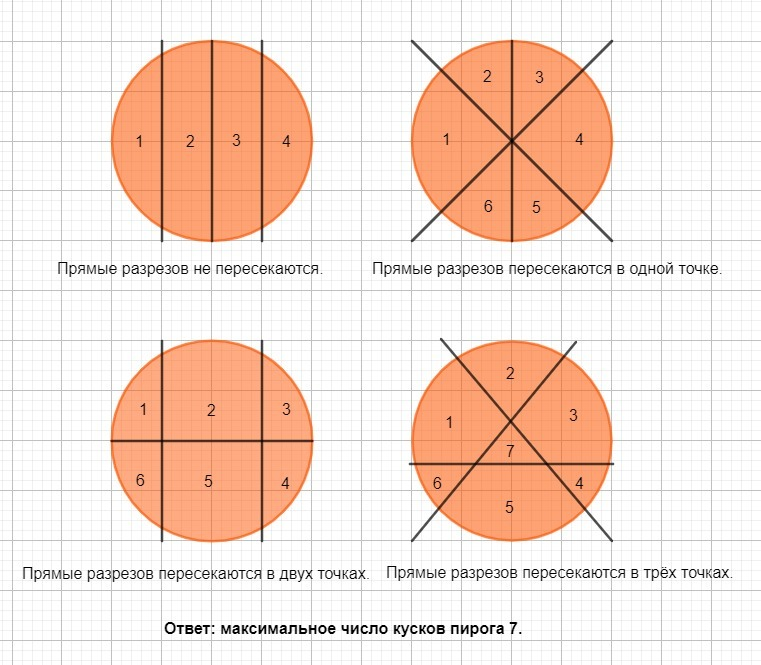 1 2 3 4
2 3
1 4
6 5
Прямые разрезов не пересекаются.
Прямые разрезов пересекаются в одной точке.
1 2 3
6 5 4
2
1 3
7
6 4
5
Прямые разрезов пересекаются в двух точках.
Прямые разрезов пересекаются в трёх точках.
Ответ: максимальное число кусков пирога 7.